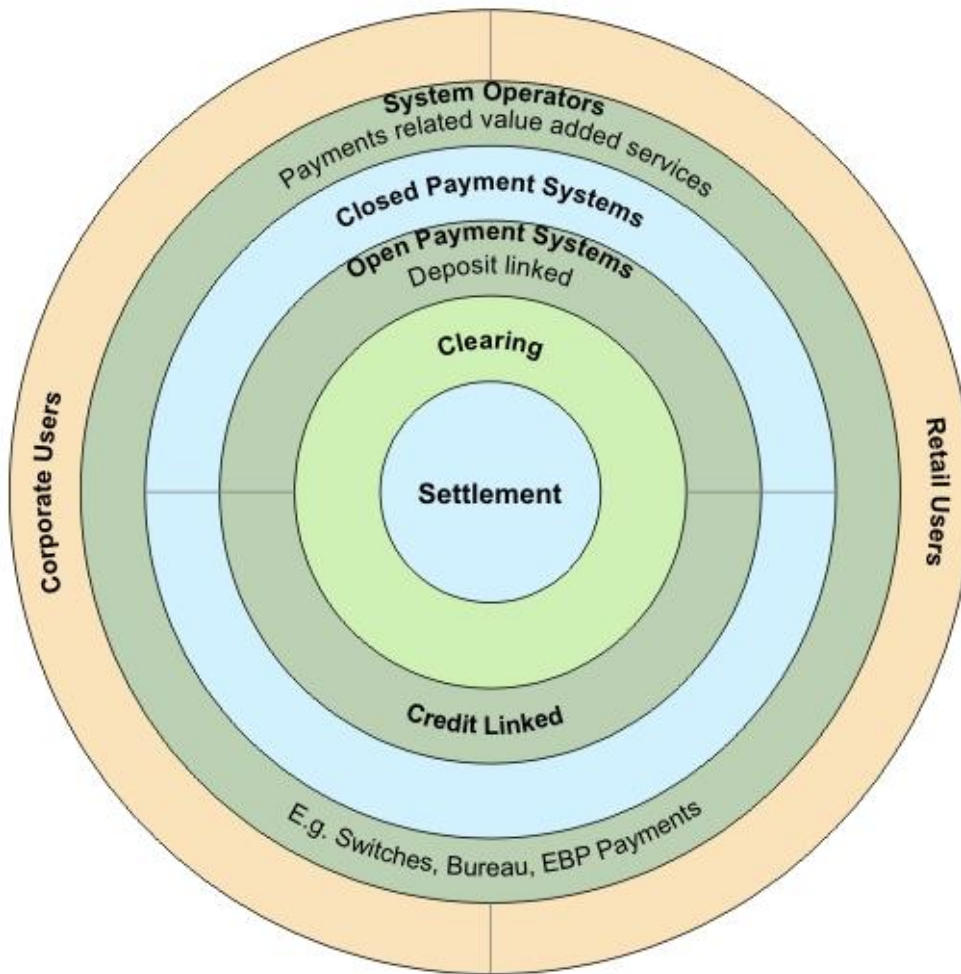 System Operators
Payments related value added services
Closed Payment Systems
Open Payment Systems
Deposit linked
Clearing
Corporate Users
Settlement
Retail Users
Credit Linked
E.g. Switches, Bureau, EBP Payments